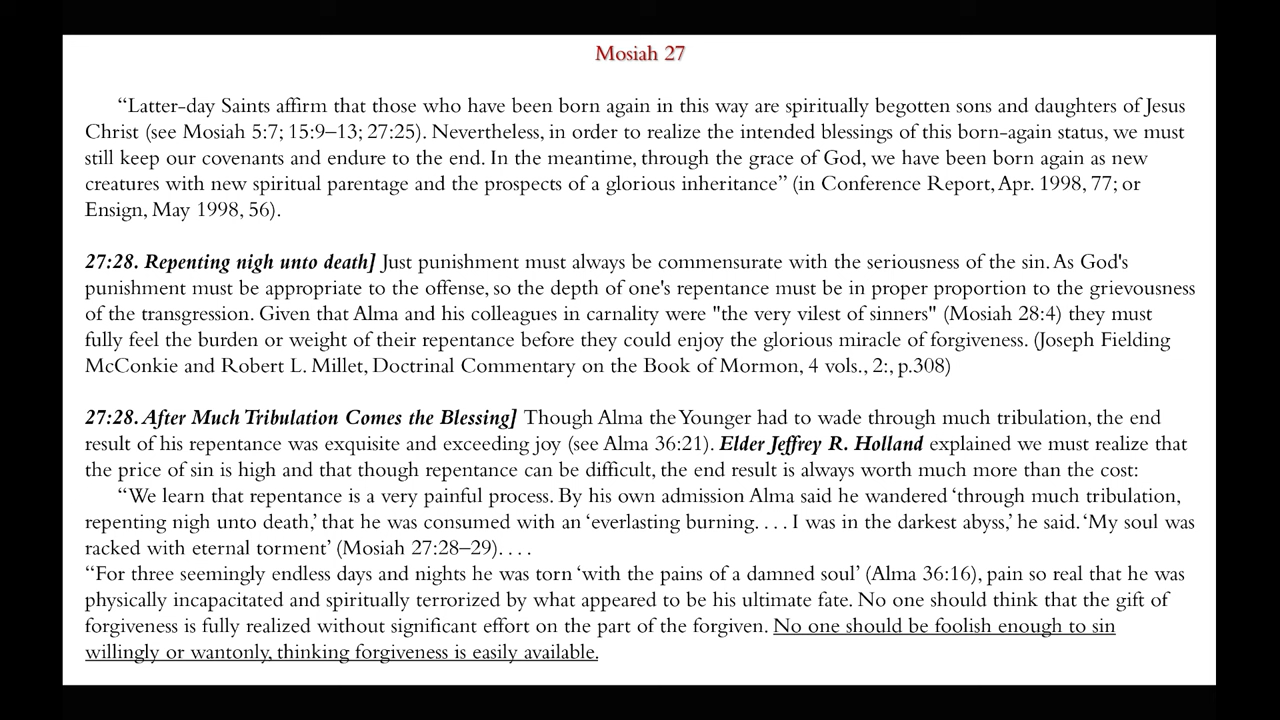 Mosiah 27
“Latter-day Saints affirm that those who have been born again in this way are spiritually begotten sons and daughters of Jesus
Christ (see Mosiah 5:7; 15:9–13; 27:25). Nevertheless, in order to realize the intended blessings of this born-again status, we must
still keep our covenants and endure to the end. In the meantime, through the grace of God, we have been born again as new
creatures with new spiritual parentage and the prospects of a glorious inheritance” (in Conference Report, Apr. 1998, 77; or
Ensign, May 1998, 56).
27:28. Repenting nigh unto death] Just punishment must always be commensurate with the seriousness of the sin. As God's
punishment must be appropriate to the offense, so the depth of one's repentance must be in proper proportion to the grievousness
of the transgression. Given that Alma and his colleagues in carnality were "the very vilest of sinners" (Mosiah 28:4) they must
fully feel the burden or weight of their repentance before they could enjoy the glorious miracle of forgiveness. (Joseph Fielding
McConkie and Robert L. Millet, Doctrinal Commentary on the Book of Mormon, 4 vols., 2:, p.308)
27:28. After Much Tribulation Comes the Blessing] Though Alma the Younger had to wade through much tribulation, the end
result of his repentance was exquisite and exceeding joy (see Alma 36:21). Elder Jeffrey R. Holland explained we must realize that
the price of sin is high and that though repentance can be difficult, the end result is always worth much more than the cost:
“We learn that repentance is a very painful process. By his own admission Alma said he wandered ‘through much tribulation,
repenting nigh unto death,’ that he was consumed with an ‘everlasting burning. . . . I was in the darkest abyss,’ he said. ‘My soul was
racked with eternal torment’ (Mosiah 27:28–29). . . .
“For three seemingly endless days and nights he was torn ‘with the pains of a damned soul’ (Alma 36:16), pain so real that he was
physically incapacitated and spiritually terrorized by what appeared to be his ultimate fate. No one should think that the gift of
forgiveness is fully realized without significant effort on the part of the forgiven. No one should be foolish enough to sin
willingly or wantonly, thinking forgiveness is easily available.